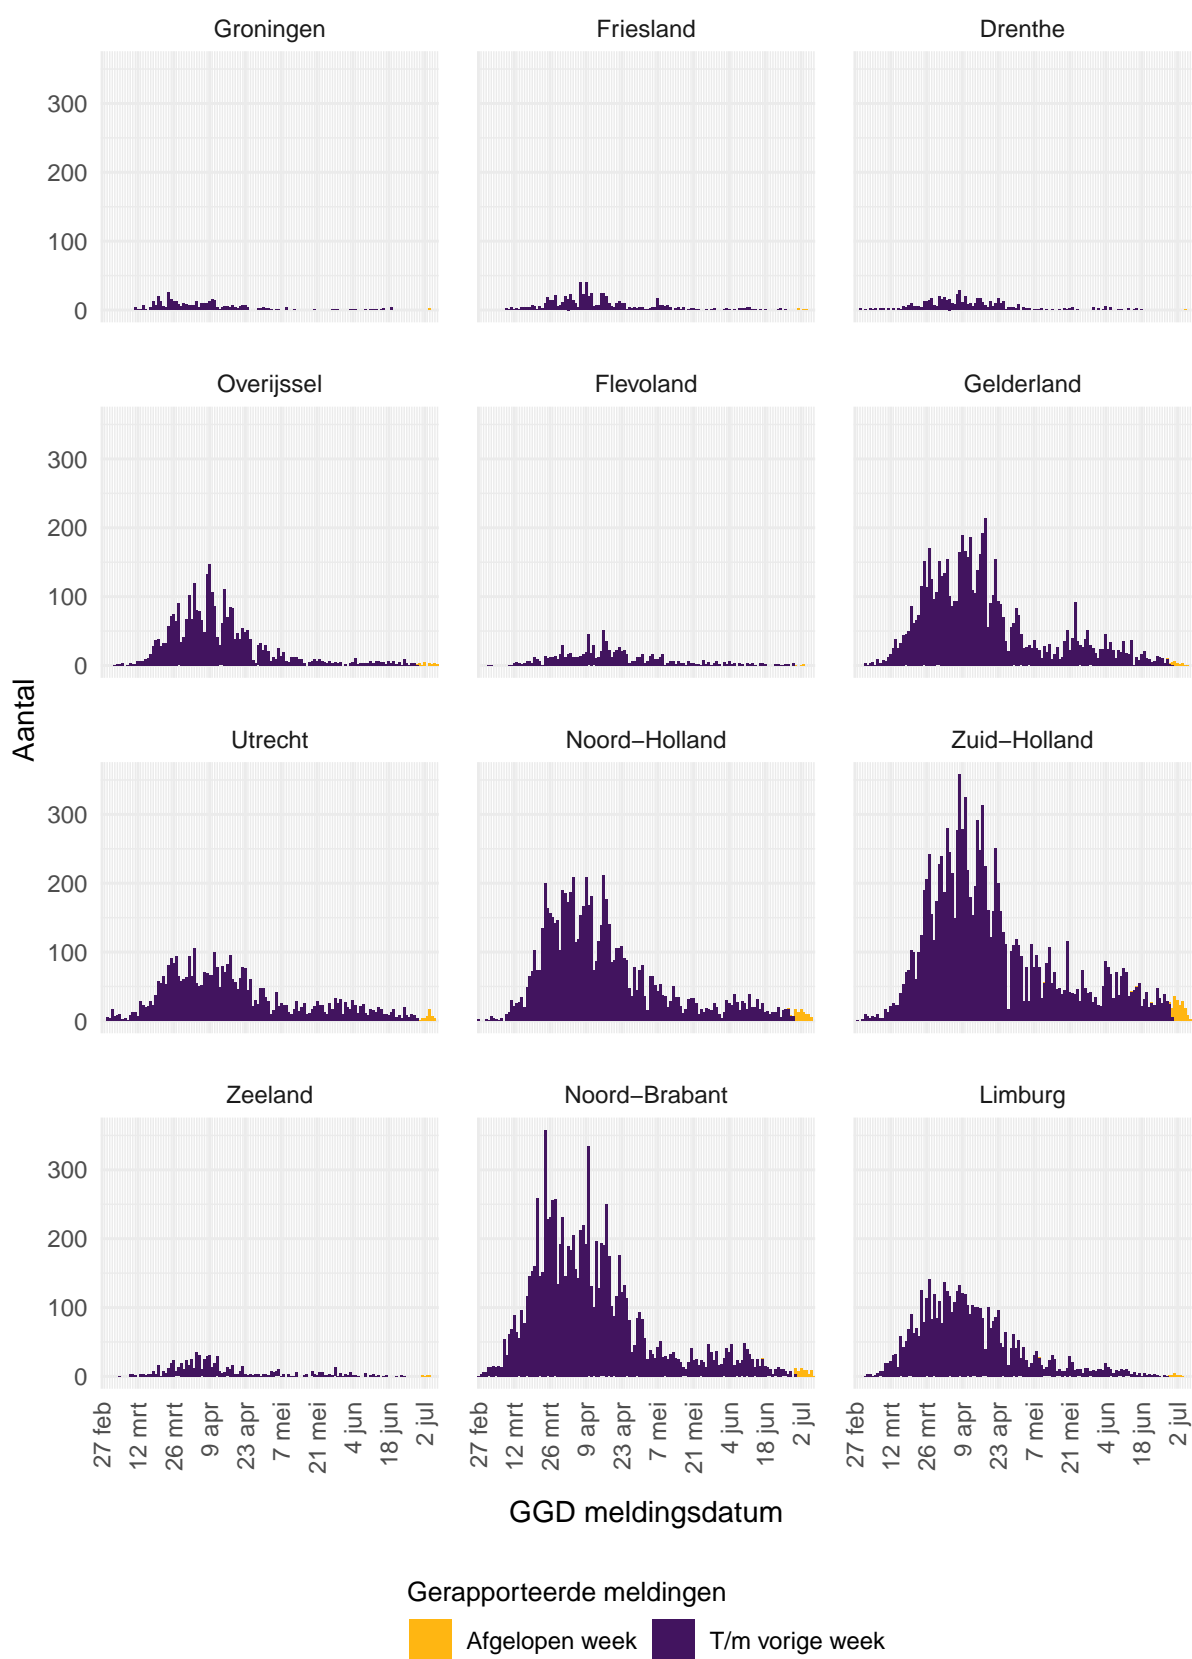 Groningen Friesland Drenthe
300
200
100
0
Overijssel Flevoland Gelderland
300
200
100
0
Aantal
Utrecht Noord–Holland Zuid–Holland
300
200
100
0
Zeeland Noord–Brabant Limburg
300
200
100
0
27 feb 12 mrt 26 mrt 9 apr 23 apr 7 mei 21 mei 4 jun 18 jun 2 jul 27 feb 12 mrt 26 mrt 9 apr 23 apr 7 mei 21 mei 4 jun 18 jun 2 jul 27 feb 12 mrt 26 mrt 9 apr 23 apr 7 mei 21 mei 4 jun 18 jun 2 jul
GGD meldingsdatum
Gerapporteerde meldingen
Afgelopen week T/m vorige week